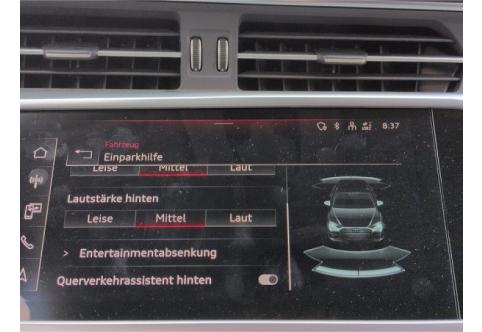 8:37
Fahrzeug
Einparkhilfe
Leise Mittel Laut
Lautstärke hinten
Leise Mittel Laut
> Entertainmentabsenkung
Querverkehrassistent hinten